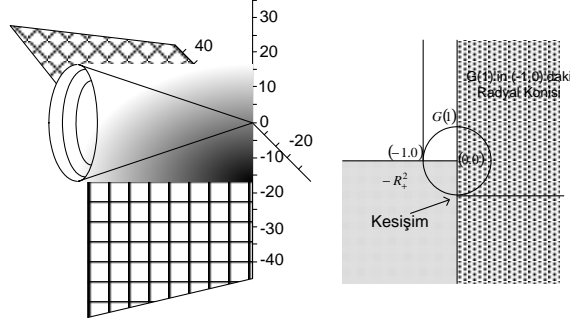 30
20
10
0
-10
-20
-30
-40
40
-20
G(1)'in (-1,0)'daki
Radyal Konisi
G(1)
(-1.0)
(0.0)
- R₊²
Kesişim